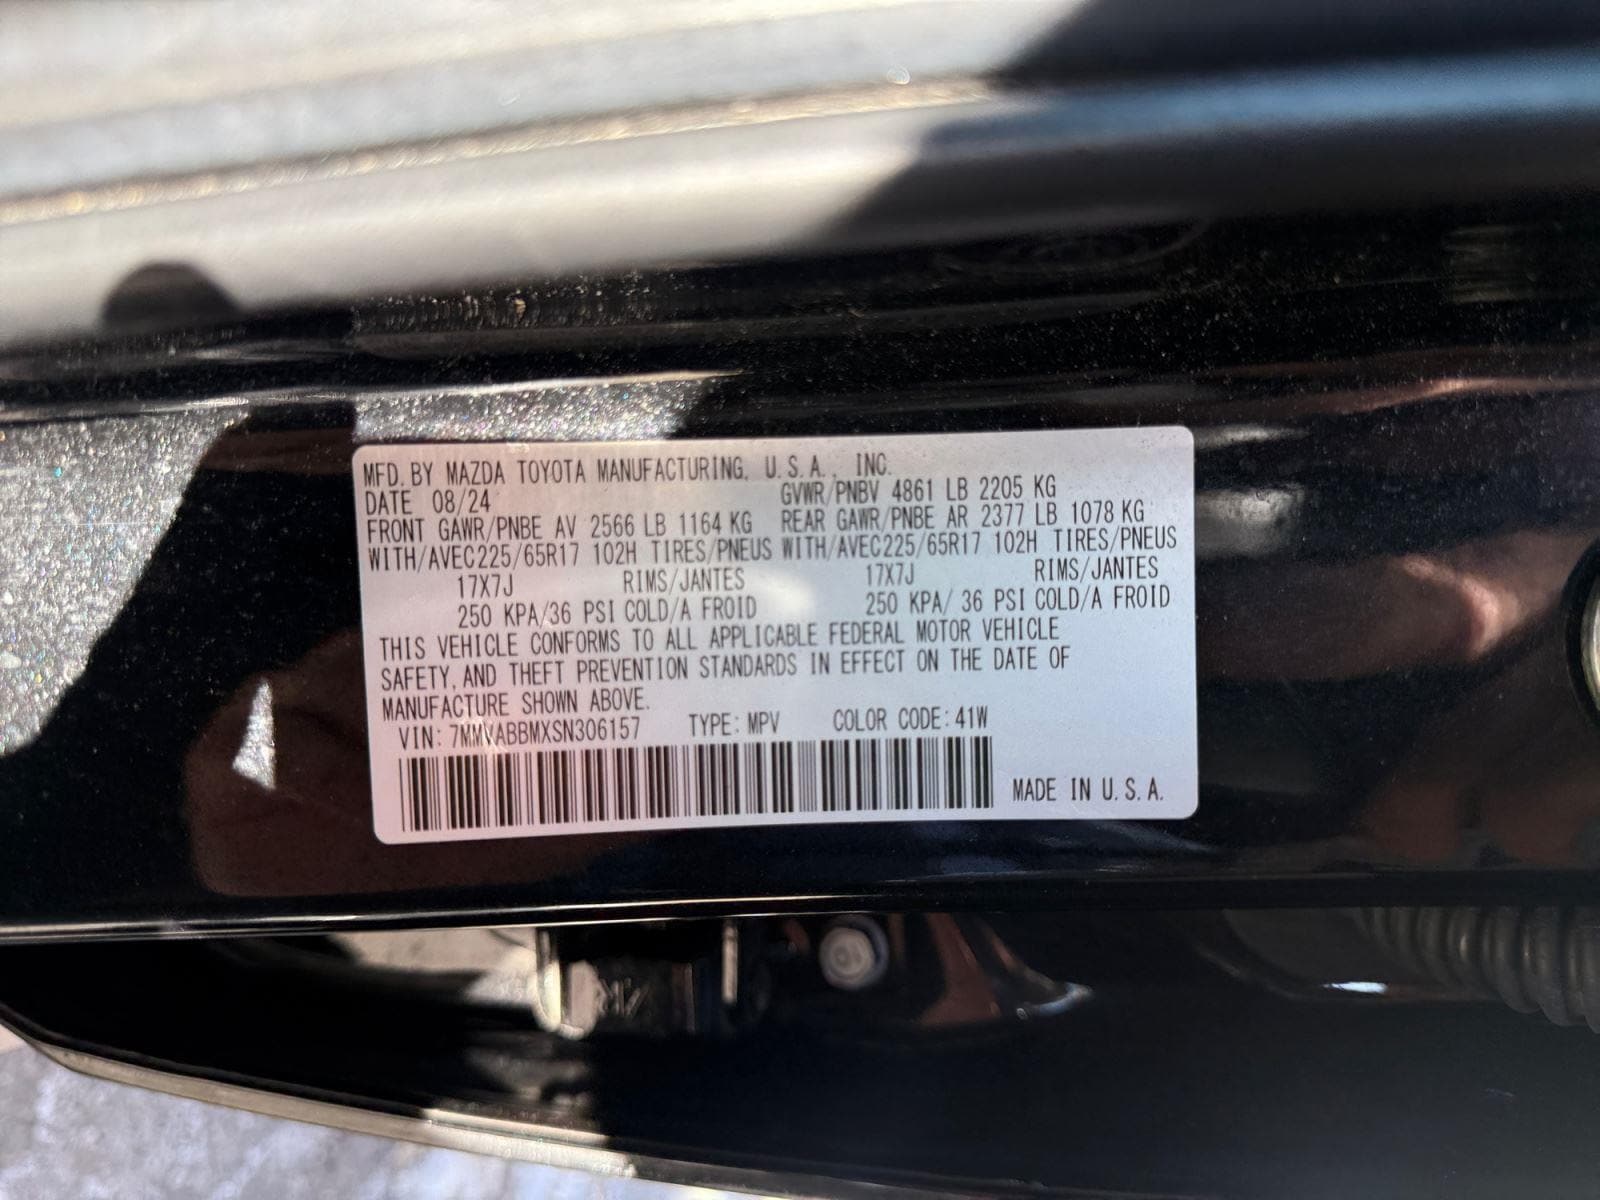 MFD. BY MAZDA TOYOTA MANUFACTURING, U.S.A., INC.
DATE 08/24 GVWR/PNBV 4861 LB 2205 KG
FRONT GAWR/PNBE AV 2566 LB 1164 KG REAR GAWR/PNBE AR 2377 LB 1078 KG
WITH/AVEC225/65R17 102H TIRES/PNEUS WITH/AVEC225/65R17 102H TIRES/PNEUS
17X7J RIMS/JANTES 17X7J RIMS/JANTES
250 KPA/36 PSI COLD/A FROID 250 KPA/ 36 PSI COLD/A FROID
THIS VEHICLE CONFORMS TO ALL APPLICABLE FEDERAL MOTOR VEHICLE
SAFETY, AND THEFT PREVENTION STANDARDS IN EFFECT ON THE DATE OF
MANUFACTURE SHOWN ABOVE.
VIN: 7MMVABBMXSN306157 TYPE: MPV COLOR CODE: 41W
MADE IN U.S.A.